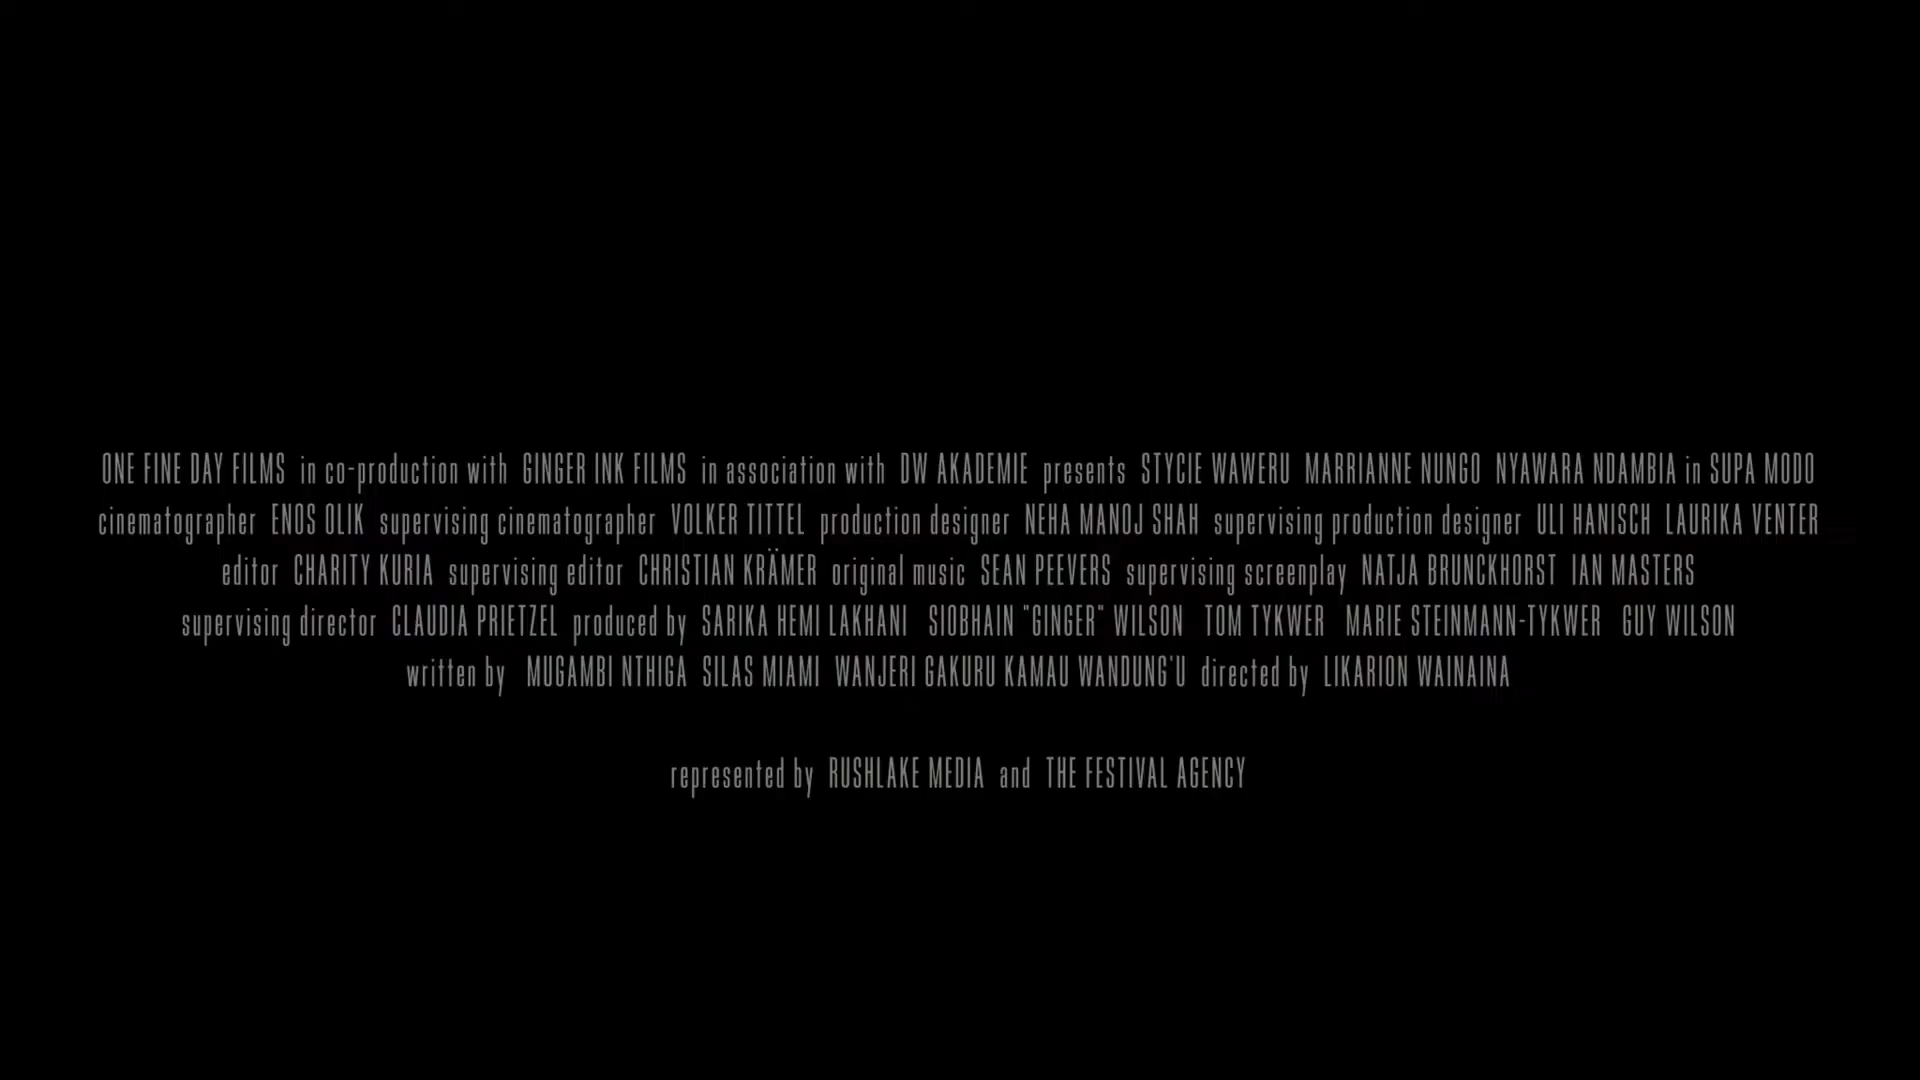 ONE FINE DAY FILMS in co-production with GINGER INK FILMS in association with DW AKADEMIE presents STYCIE WAWERU MARRIANNE NUNGO NYAWARA NDAMBIA in SUPA MODO
cinematographer ENOS OLIK supervising cinematographer VOLKER TITTEL production designer NEHA MANOJ SHAH supervising production designer ULI HANISCH LAURIKA VENTER
editor CHARITY KURIA supervising editor CHRISTIAN KRÄMER original music SEAN PEEVERS supervising screenplay NATJA BRUNCKHORST IAN MASTERS
supervising director CLAUDIA PRIETZEL produced by SARIKA HEMI LAKHANI SIOBHAIN "GINGER" WILSON TOM TYKWER MARIE STEINMANN-TYKWER GUY WILSON
written by MUGAMBI NTHIGA SILAS MIAMI WANJERI GAKURU KAMAU WANDUNG'U directed by LIKARION WAINAINA
represented by RUSHLAKE MEDIA and THE FESTIVAL AGENCY